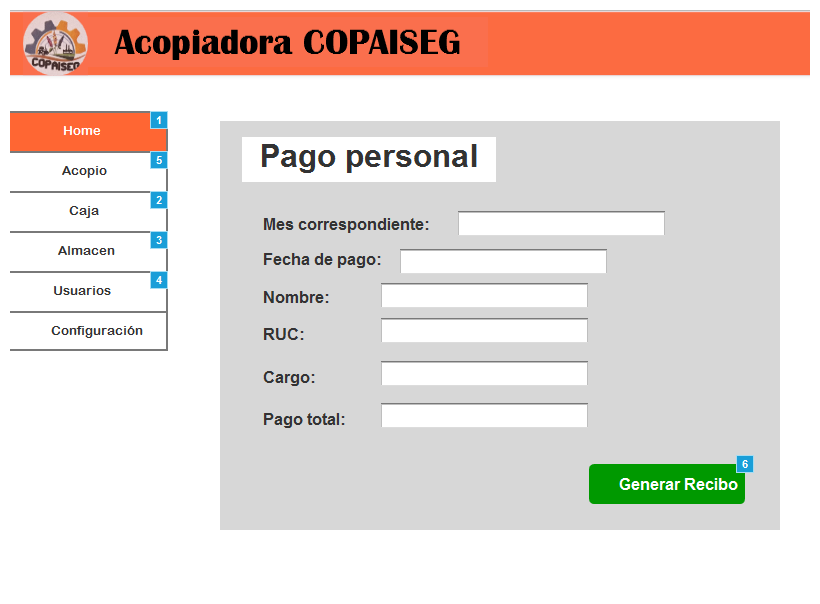 COPAISEG
Acopiadora COPAISEG
Home 1
Acopio 5
Caja 2
Almacen 3
Usuarios 4
Configuración
Pago personal
Mes correspondiente:
Fecha de pago:
Nombre:
RUC:
Cargo:
Pago total:
6
Generar Recibo